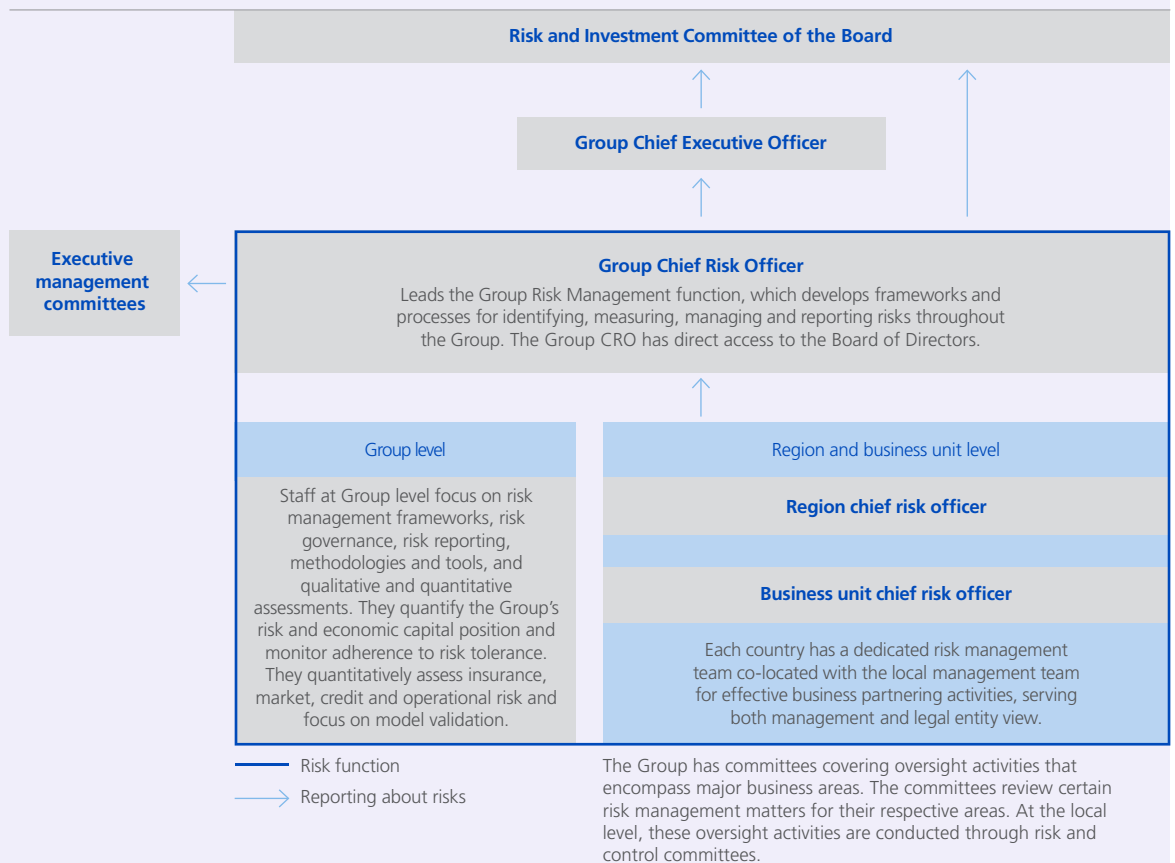 Risk and Investment Committee of the Board
Group Chief Executive Officer
Executive
management
committees
Group Chief Risk Officer
Leads the Group Risk Management function, which develops frameworks and
processes for identifying, measuring, managing and reporting risks throughout
the Group. The Group CRO has direct access to the Board of Directors.
Group level
Staff at Group level focus on risk
management frameworks, risk
governance, risk reporting,
methodologies and tools, and
qualitative and quantitative
assessments. They quantify the Group’s
risk and economic capital position and
monitor adherence to risk tolerance.
They quantitatively assess insurance,
market, credit and operational risk and
focus on model validation.
Region and business unit level
Region chief risk officer
Business unit chief risk officer
Each country has a dedicated risk management
team co-located with the local management team
for effective business partnering activities, serving
both management and legal entity view.
Risk function
Reporting about risks
The Group has committees covering oversight activities that
encompass major business areas. The committees review certain
risk management matters for their respective areas. At the local
level, these oversight activities are conducted through risk and
control committees.